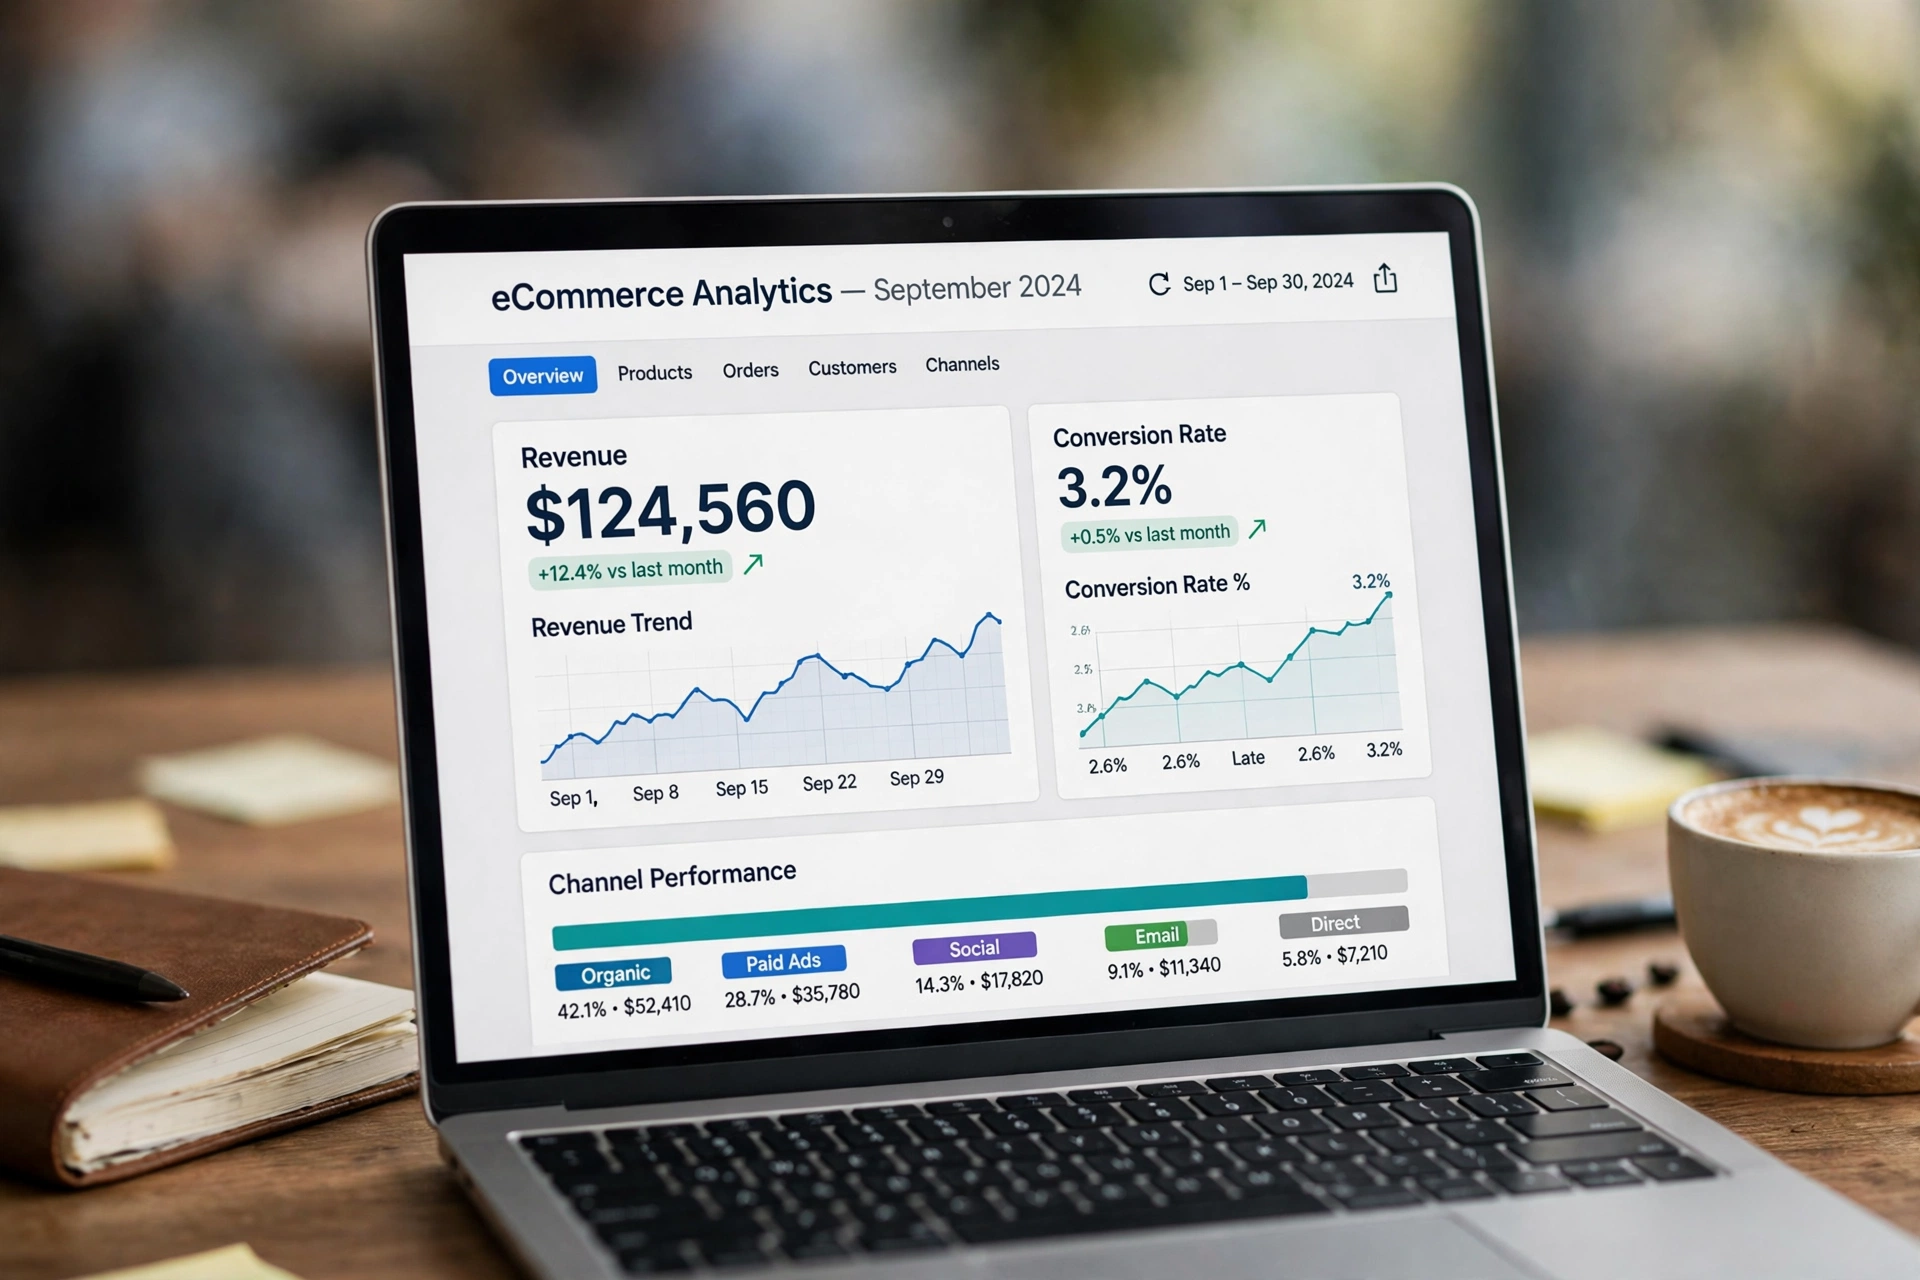 eCommerce Analytics — September 2024
Sep 1 – Sep 30, 2024
Overview Products Orders Customers Channels
Revenue
$124,560
+12.4% vs last month
Revenue Trend
Sep 1, Sep 8 Sep 15 Sep 22 Sep 29
Conversion Rate
3.2%
+0.5% vs last month
Conversion Rate %
3.2%
2.6% 2.6% Late 2.6% 3.2%
Channel Performance
Organic Paid Ads Social Email Direct
42.1% • $52,410 28.7% • $35,780 14.3% • $17,820 9.1% • $11,340 5.8% • $7,210